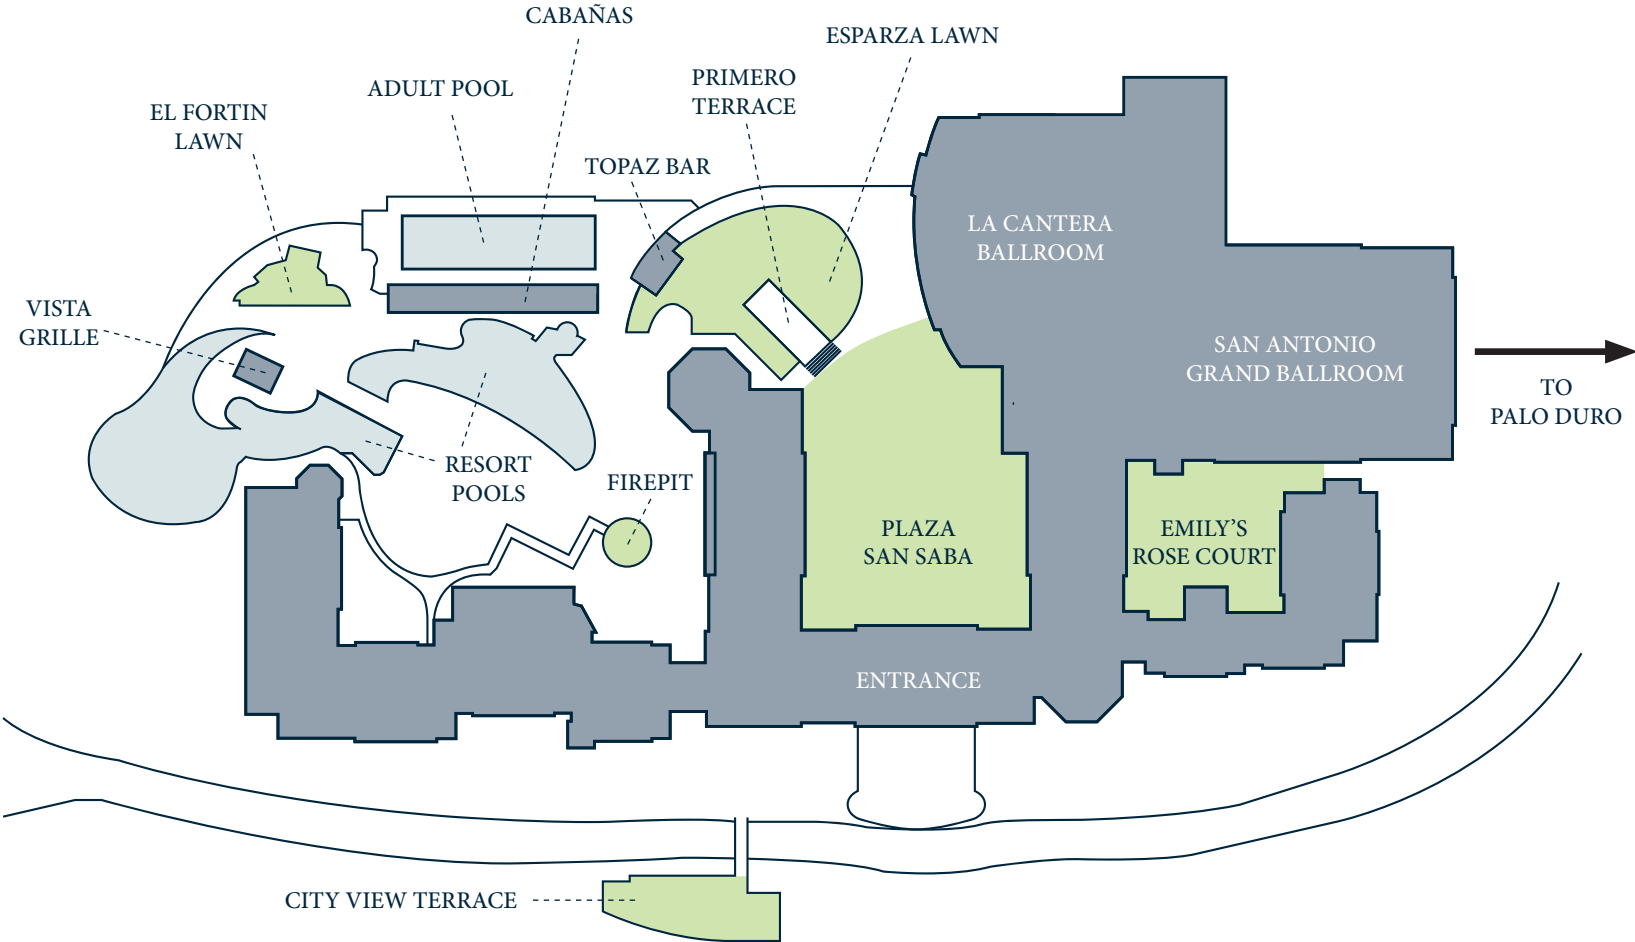 CABAÑAS
ESPARZA LAWN
PRIMERO
TERRACE
ADULT POOL
EL FORTIN
LAWN
TOPAZ BAR
LA CANTERA
BALLROOM
VISTA
GRILLE
SAN ANTONIO
GRAND BALLROOM
TO
PALO DURO
RESORT
POOLS
FIREPIT
PLAZA
SAN SABA
EMILY’S
ROSE COURT
ENTRANCE
CITY VIEW TERRACE